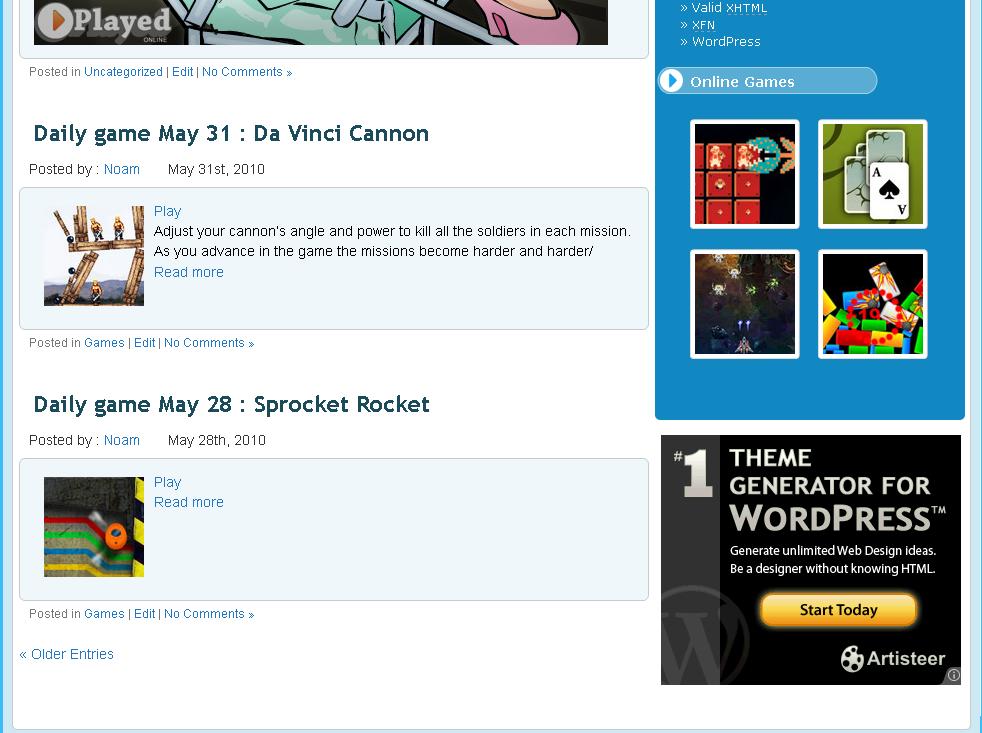 Played
ONLINE
Posted in Uncategorized | Edit | No Comments »
Daily game May 31 : Da Vinci Cannon
Posted by : Noam May 31st, 2010
Play
Adjust your cannon's angle and power to kill all the soldiers in each mission.
As you advance in the game the missions become harder and harder/
Read more
Posted in Games | Edit | No Comments »
Daily game May 28 : Sprocket Rocket
Posted by : Noam May 28th, 2010
Play
Read more
Posted in Games | Edit | No Comments »
« Older Entries
» Valid XHTML
» XFN
» WordPress
Online Games
A
A
#1 THEME
GENERATOR FOR
WORDPRESS™
Generate unlimited Web Design ideas.
Be a designer without knowing HTML.
Start Today
Artisteer